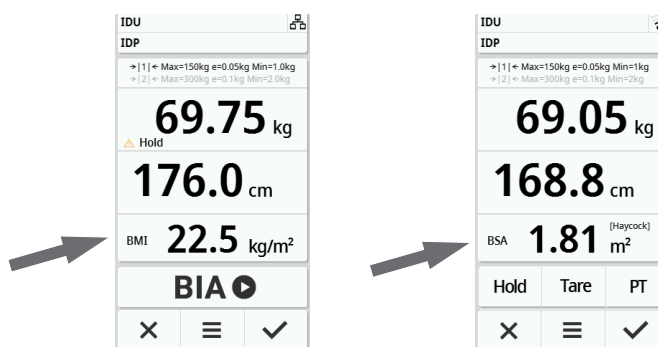 IDU
IDP
→|1|← Max=150kg e=0.05kg Min=1.0kg
→|2|← Max=300kg e=0.1kg Min=2.0kg
69.75 kg
Hold
176.0 cm
BMI 22.5 kg/m²
BIA
IDU
IDP
→|1|← Max=150kg e=0.05kg Min=1kg
→|2|← Max=300kg e=0.1kg Min=2kg
69.05 kg
168.8 cm
BSA 1.81 [Haycock] m²
Hold Tare PT